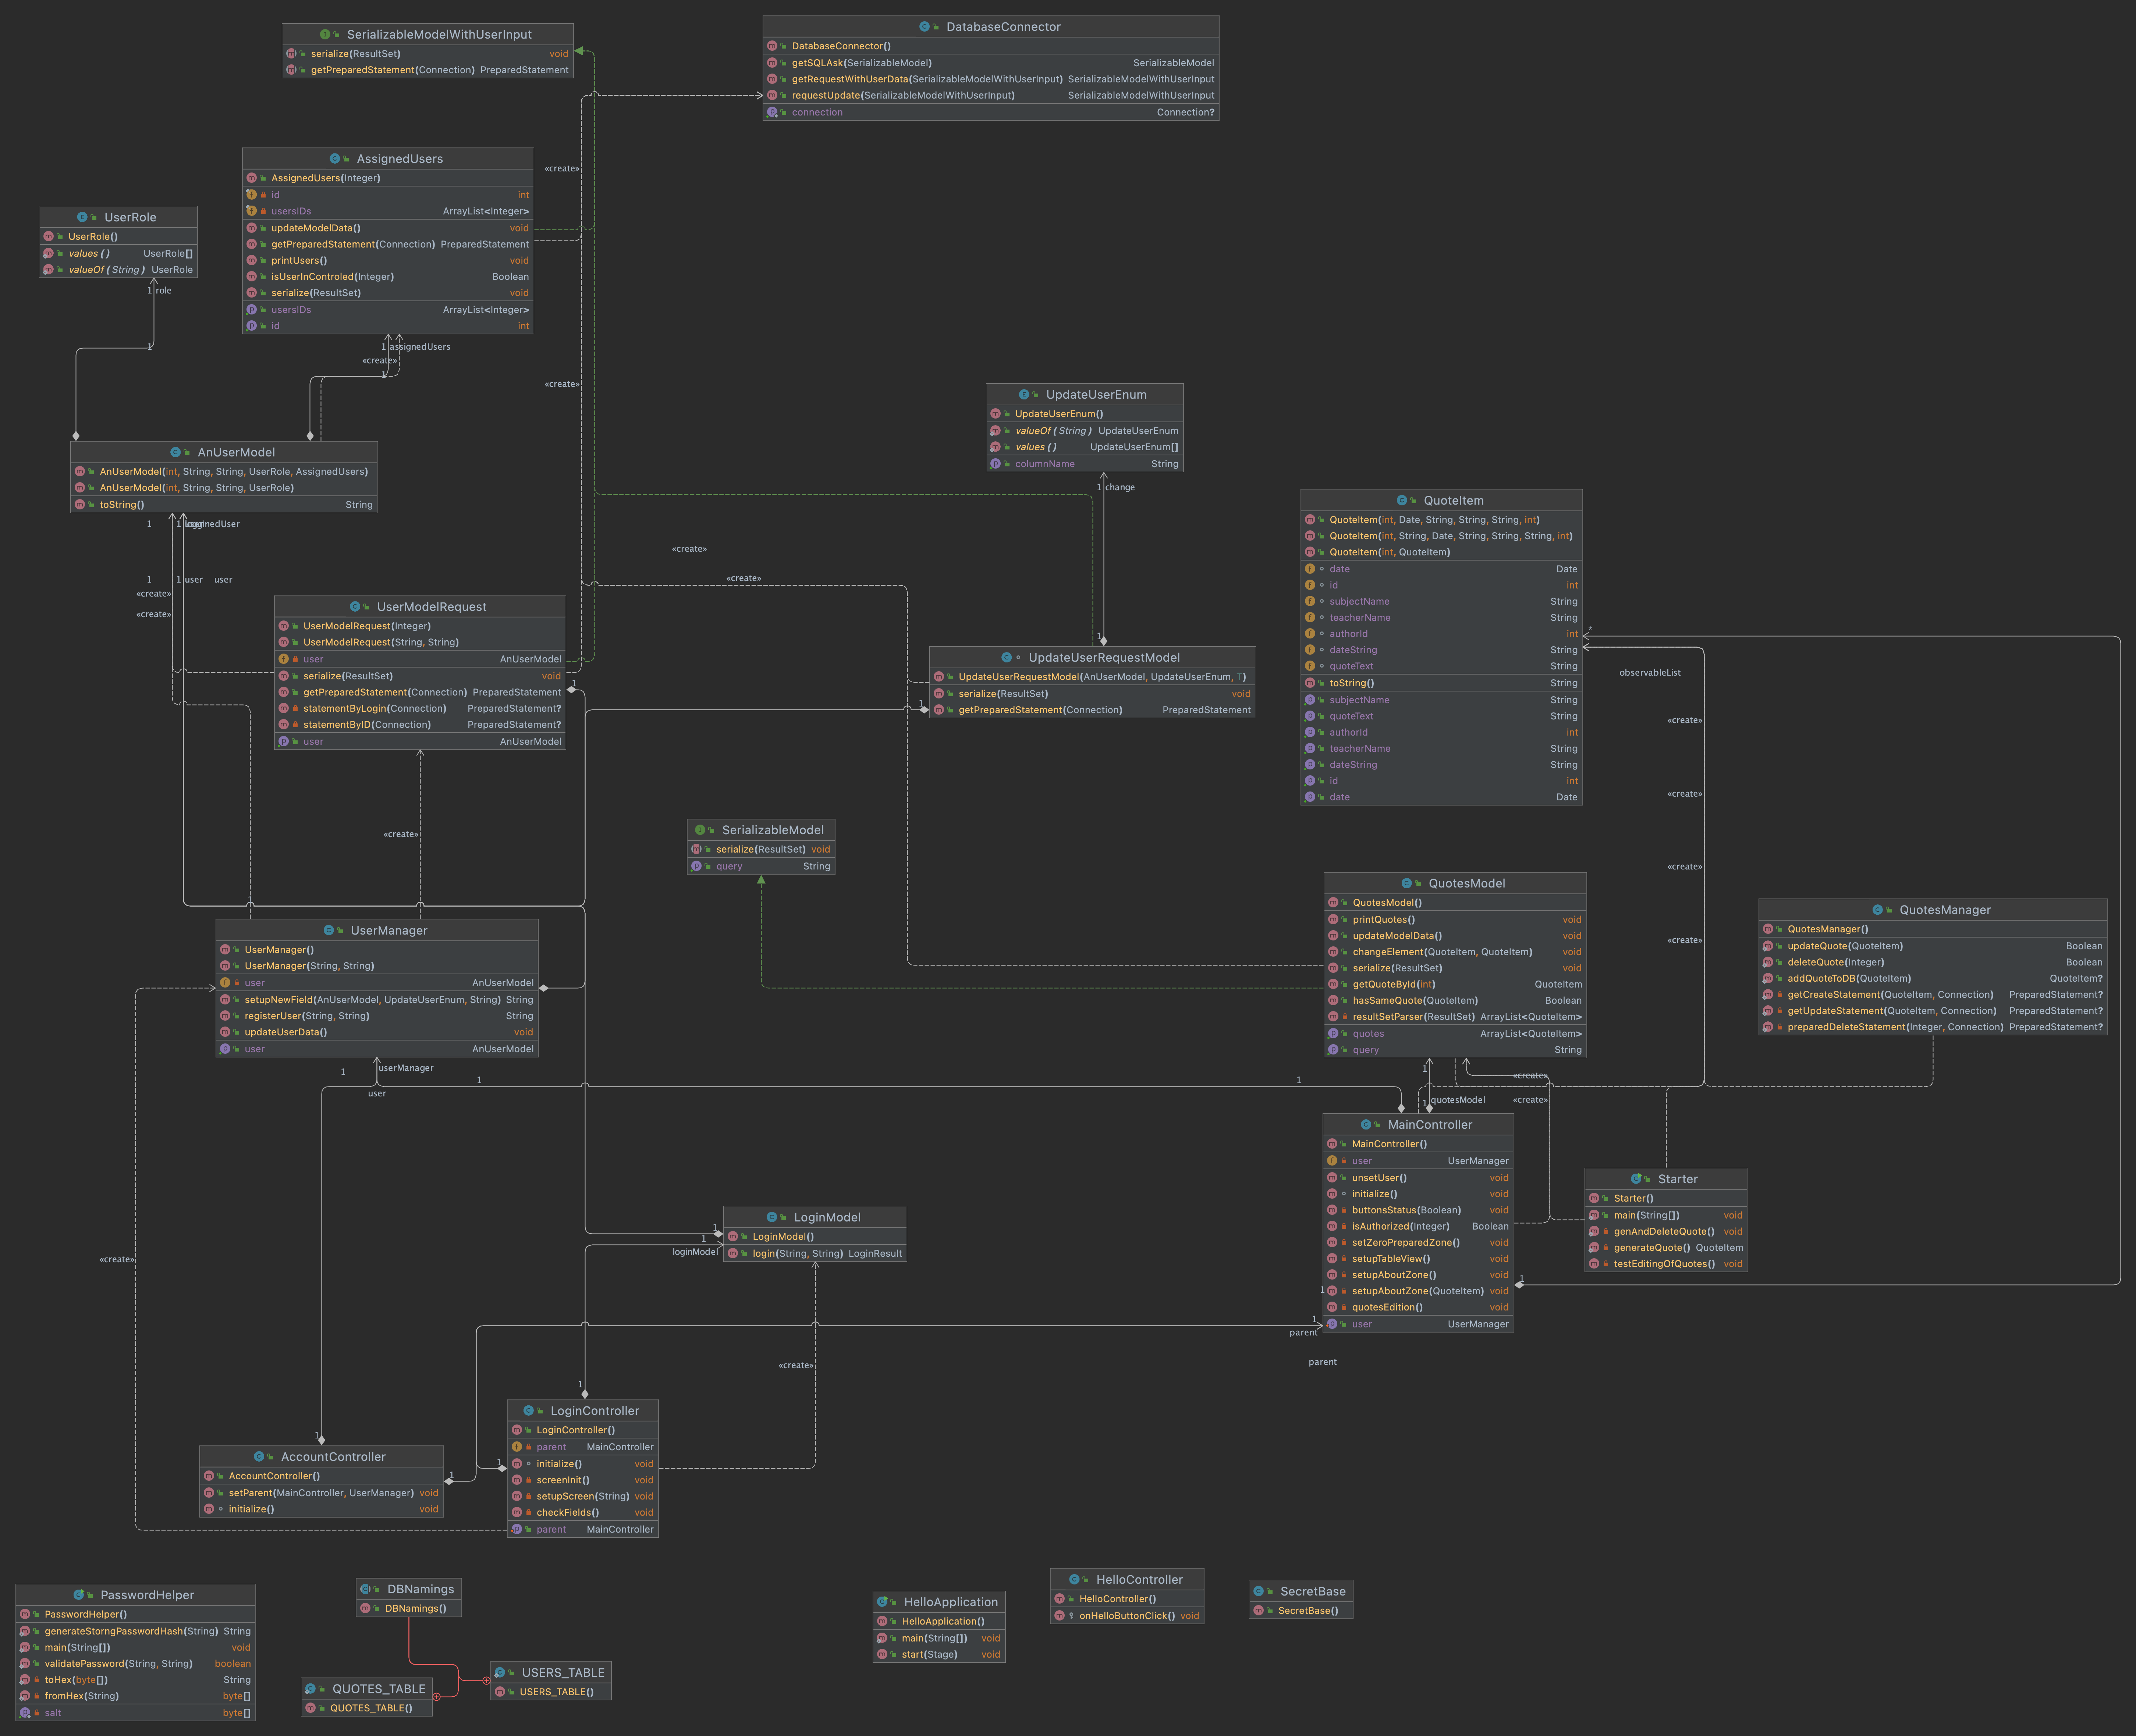 SerializableModelWithUserInput
serialize(ResultSet) void
getPreparedStatement(Connection) PreparedStatement
DatabaseConnector
DatabaseConnector()
getSQLAsk(SerializableModel) SerializableModel
getRequestWithUserData(SerializableModelWithUserInput) SerializableModelWithUserInput
requestUpdate(SerializableModelWithUserInput) SerializableModelWithUserInput
connection Connection?
«create»
AssignedUsers
AssignedUsers(Integer)
id int
usersIDs ArrayList<Integer>
updateModelData() void
getPreparedStatement(Connection) PreparedStatement
printUsers() void
isUserInControled(Integer) Boolean
serialize(ResultSet) void
usersIDs ArrayList<Integer>
id int
UserRole
UserRole()
values () UserRole[]
valueOf ( String ) UserRole
1 role
1
1 assignedUsers
«create»
1
«create»
UpdateUserEnum
UpdateUserEnum()
valueOf ( String ) UpdateUserEnum
values () UpdateUserEnum[]
columnName String
1 change
1
AnUserModel
AnUserModel(int, String, String, UserRole, AssignedUsers)
AnUserModel(int, String, String, UserRole)
toString() String
1 1
1 1 user user
«create»
«create»
«create»
«create»
QuoteItem
QuoteItem(int, Date, String, String, String, int)
QuoteItem(int, String, Date, String, String, String, int)
QuoteItem(int, QuoteItem)
date Date
id int
subjectName String
teacherName String
authorId int
dateString String
quoteText String
toString() String
subjectName String
quoteText String
authorId int
teacherName String
dateString String
id int
date Date
*
observableList
«create»
«create»
«create»
«create»
UserModelRequest
UserModelRequest(Integer)
UserModelRequest(String, String)
user AnUserModel
serialize(ResultSet) void
getPreparedStatement(Connection) PreparedStatement
statementByLogin(Connection) PreparedStatement?
statementByID(Connection) PreparedStatement?
user AnUserModel
1
UpdateUserRequestModel
UpdateUserRequestModel(AnUserModel, UpdateUserEnum, T)
serialize(ResultSet) void
getPreparedStatement(Connection) PreparedStatement
1
«create»
SerializableModel
serialize(ResultSet) void
query String
QuotesModel
QuotesModel()
printQuotes() void
updateModelData() void
changeElement(QuoteItem, QuoteItem) void
serialize(ResultSet) void
getQuoteById(int) QuoteItem
hasSameQuote(QuoteItem) Boolean
resultSetParser(ResultSet) ArrayList<QuoteItem>
quotes ArrayList<QuoteItem>
query String
QuotesManager
QuotesManager()
updateQuote(QuoteItem) Boolean
deleteQuote(Integer) Boolean
addQuoteToDB(QuoteItem) QuoteItem?
getCreateStatement(QuoteItem, Connection) PreparedStatement?
getUpdateStatement(QuoteItem, Connection) PreparedStatement?
preparedDeleteStatement(Integer, Connection) PreparedStatement?
UserManager
UserManager()
UserManager(String, String)
user AnUserModel
setupNewField(AnUserModel, UpdateUserEnum, String) String
registerUser(String, String) String
updateUserData() void
user AnUserModel
1 userManager
user
1
1
1
«create»
quotesModel «create»
1
MainController
MainController()
user UserManager
unsetUser() void
initialize() void
buttonsStatus(Boolean) void
isAuthorized(Integer) Boolean
setZeroPreparedZone() void
setupTableView() void
setupAboutZone() void
setupAboutZone(QuoteItem) void
quotesEdition() void
user UserManager
1
1
1
parent
parent
Starter
Starter()
main(String[]) void
genAndDeleteQuote() void
generateQuote() QuoteItem
testEditingOfQuotes() void
LoginModel
LoginModel()
login(String, String) LoginResult
1
1
loginModel
«create»
«create»
1
LoginController
LoginController()
parent MainController
initialize() void
screenInit() void
setupScreen(String) void
checkFields() void
parent MainController
1
1
AccountController
AccountController()
setParent(MainController, UserManager) void
initialize() void
1
PasswordHelper
PasswordHelper()
generateStorngPasswordHash(String) String
main(String[]) void
validatePassword(String, String) boolean
toHex(byte[]) String
fromHex(String) byte[]
salt byte[]
DBNamings
DBNamings()
QUOTES_TABLE
QUOTES_TABLE()
USERS_TABLE
USERS_TABLE()
HelloApplication
HelloApplication()
main(String[]) void
start(Stage) void
HelloController
HelloController()
onHelloButtonClick() void
SecretBase
SecretBase()